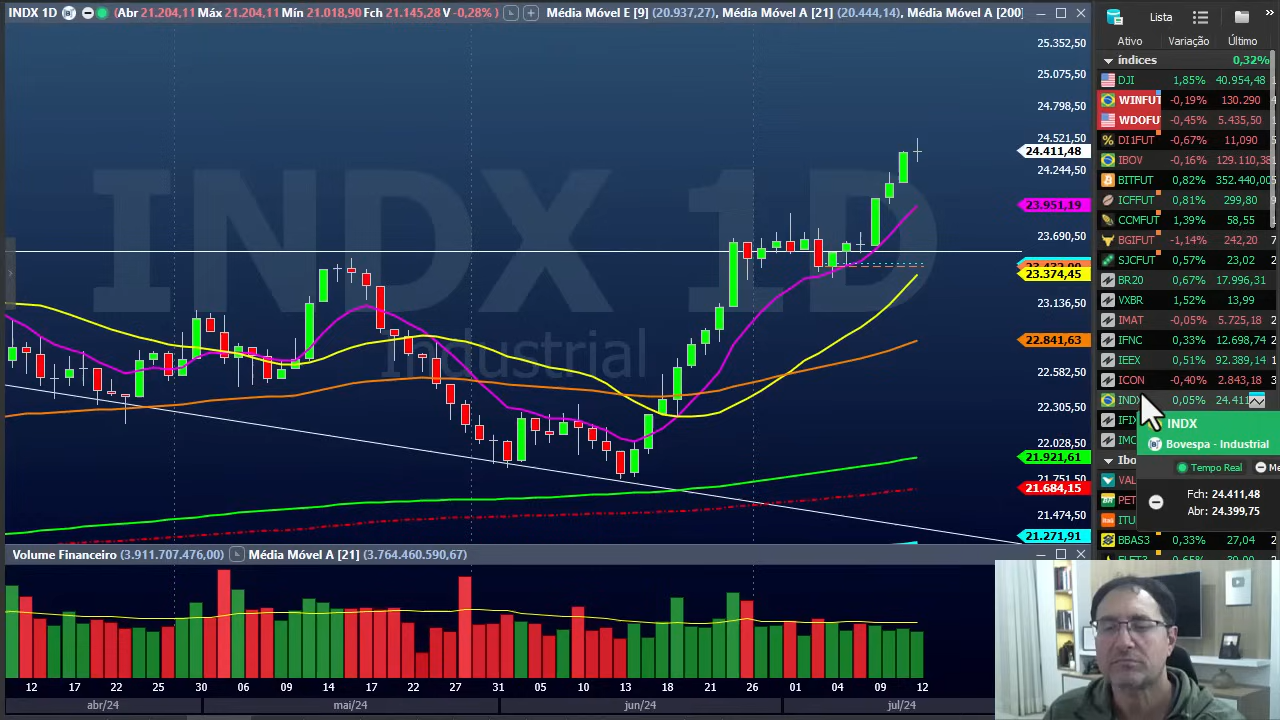 INDX 1D (Abr 21.204,11 Máx 21.204,11 Mín 21.018,90 Fch 21.145,28 V -0,28%) Média Móvel E [9] (20.937,27), Média Móvel A [21] (20.444,14), Média Móvel A [200]
INDX 1D
Industrial
25.352,50
25.075,50
24.798,50
24.521,50
24.411,48
24.244,50
23.951,19
23.690,50
23.374,45
23.136,50
22.841,63
22.582,50
22.305,50
22.028,50
21.921,61
21.751,50
21.684,15
21.474,50
21.271,91
Volume Financeiro (3.911.707.476,00) Média Móvel A [21] (3.764.460.590,67)
12 17 22 25 30 06 09 14 17 22 27 31 05 10 13 18 21 26 01 04 09 12
abr/24 mai/24 jun/24 jul/24
Lista
Ativo Variação Último
índices 0,32%
DJI 1,85% 40.954,48
WINFUT -0,19% 130.290
WDOFU -0,45% 5.435,50
DI1FUT -0,67% 11,090
IBOV -0,16% 129.110,38
BITFUT 0,82% 352.440,00
ICFFUT 0,81% 299,80
CCMFUT 1,39% 58,55
BGIFUT -1,14% 242,20
SJCFUT 0,57% 23,02
BR20 0,67% 17.996,31
VXBR 1,52% 13,99
IMAT -0,05% 5.725,18
IFNC 0,33% 12.698,74
IEEX 0,51% 92.389,14
ICON -0,40% 2.843,18
INDX 0,05% 24.411
IFIX
INDX
Bovespa - Industrial
Tempo Real
Fch: 24.411,48
Abr: 24.399,75
VAL
PET
ITU
BBAS3 0,33% 27,04